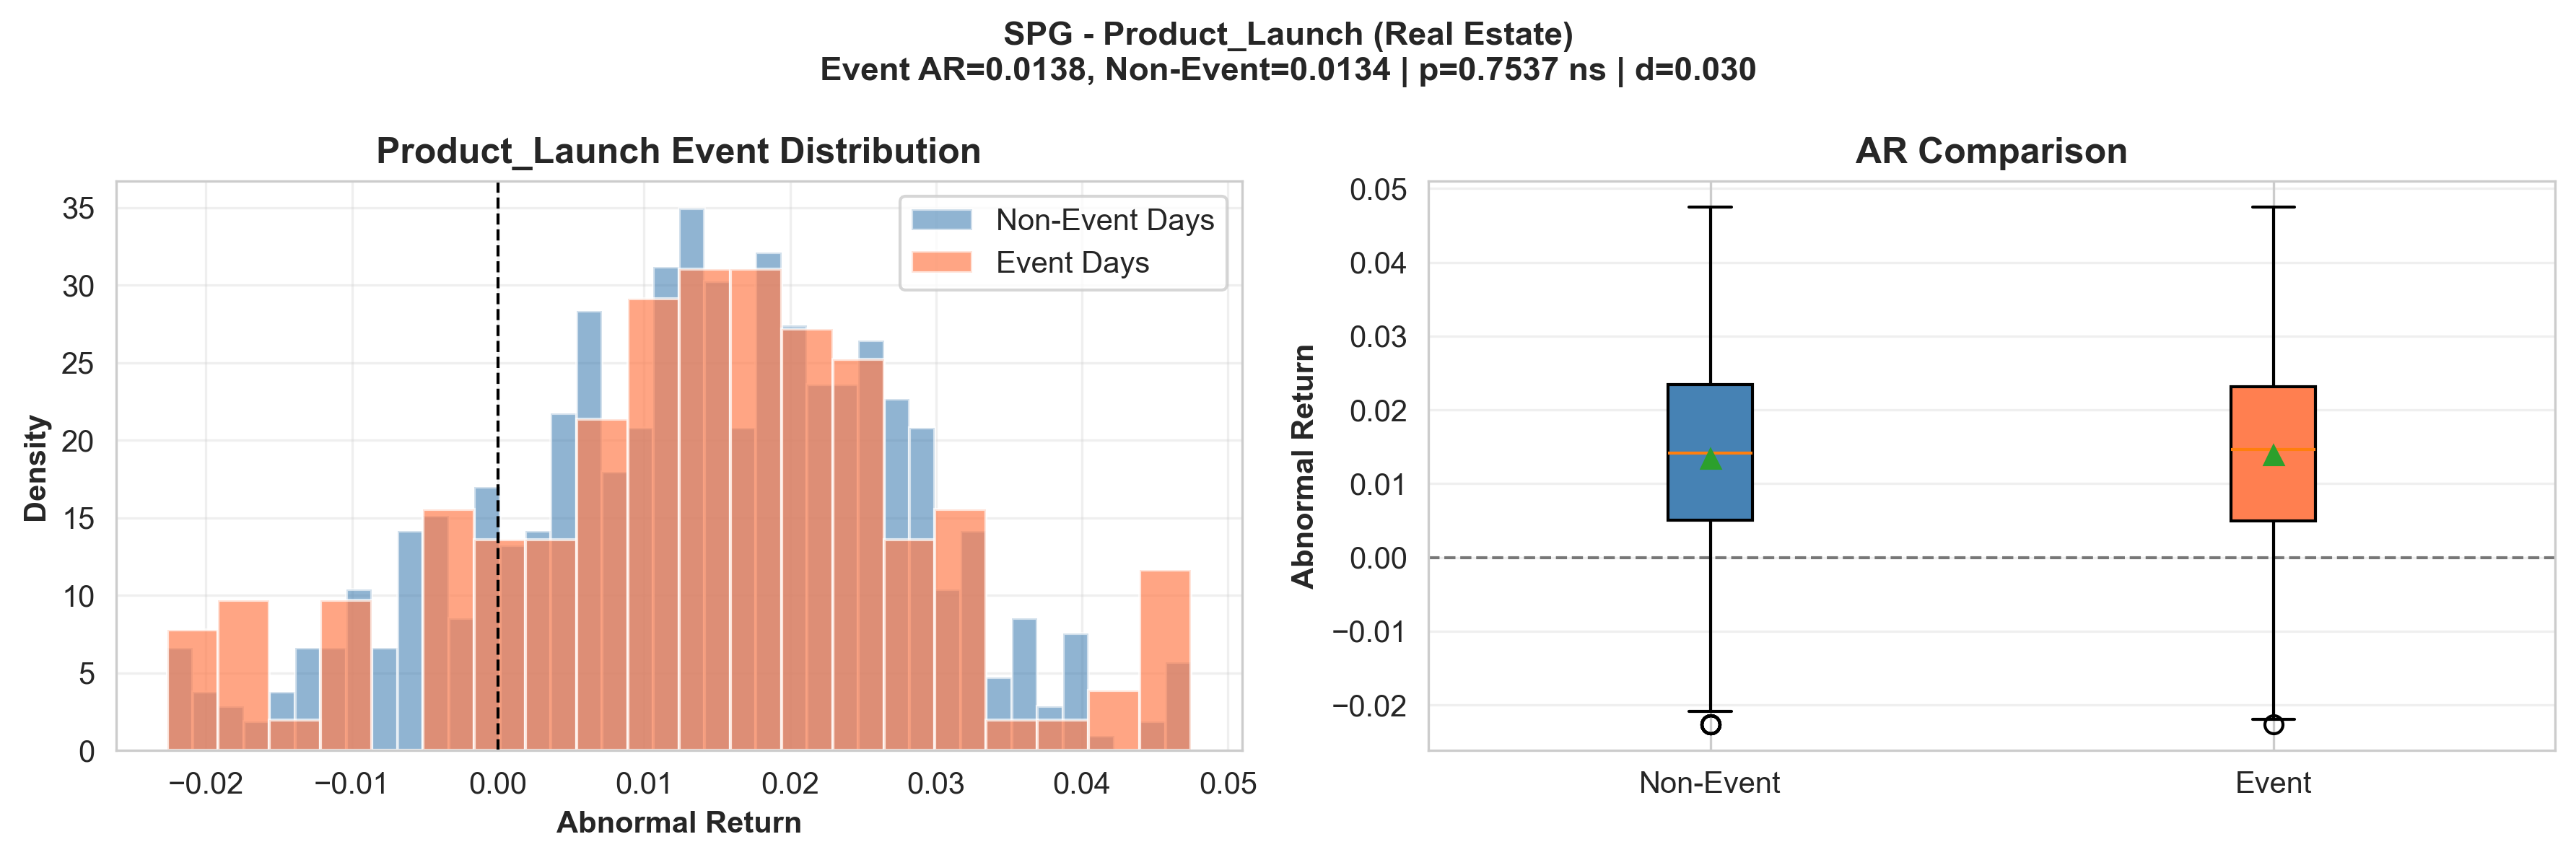 SPG - Product_Launch (Real Estate)
Event AR=0.0138, Non-Event=0.0134 | p=0.7537 ns | d=0.030
Product_Launch Event Distribution
Non-Event Days
Event Days
Density
35
30
25
20
15
10
5
0
−0.02
−0.01
0.00
0.01
0.02
0.03
0.04
0.05
Abnormal Return
AR Comparison
Abnormal Return
0.05
0.04
0.03
0.02
0.01
0.00
−0.01
−0.02
Non-Event
Event